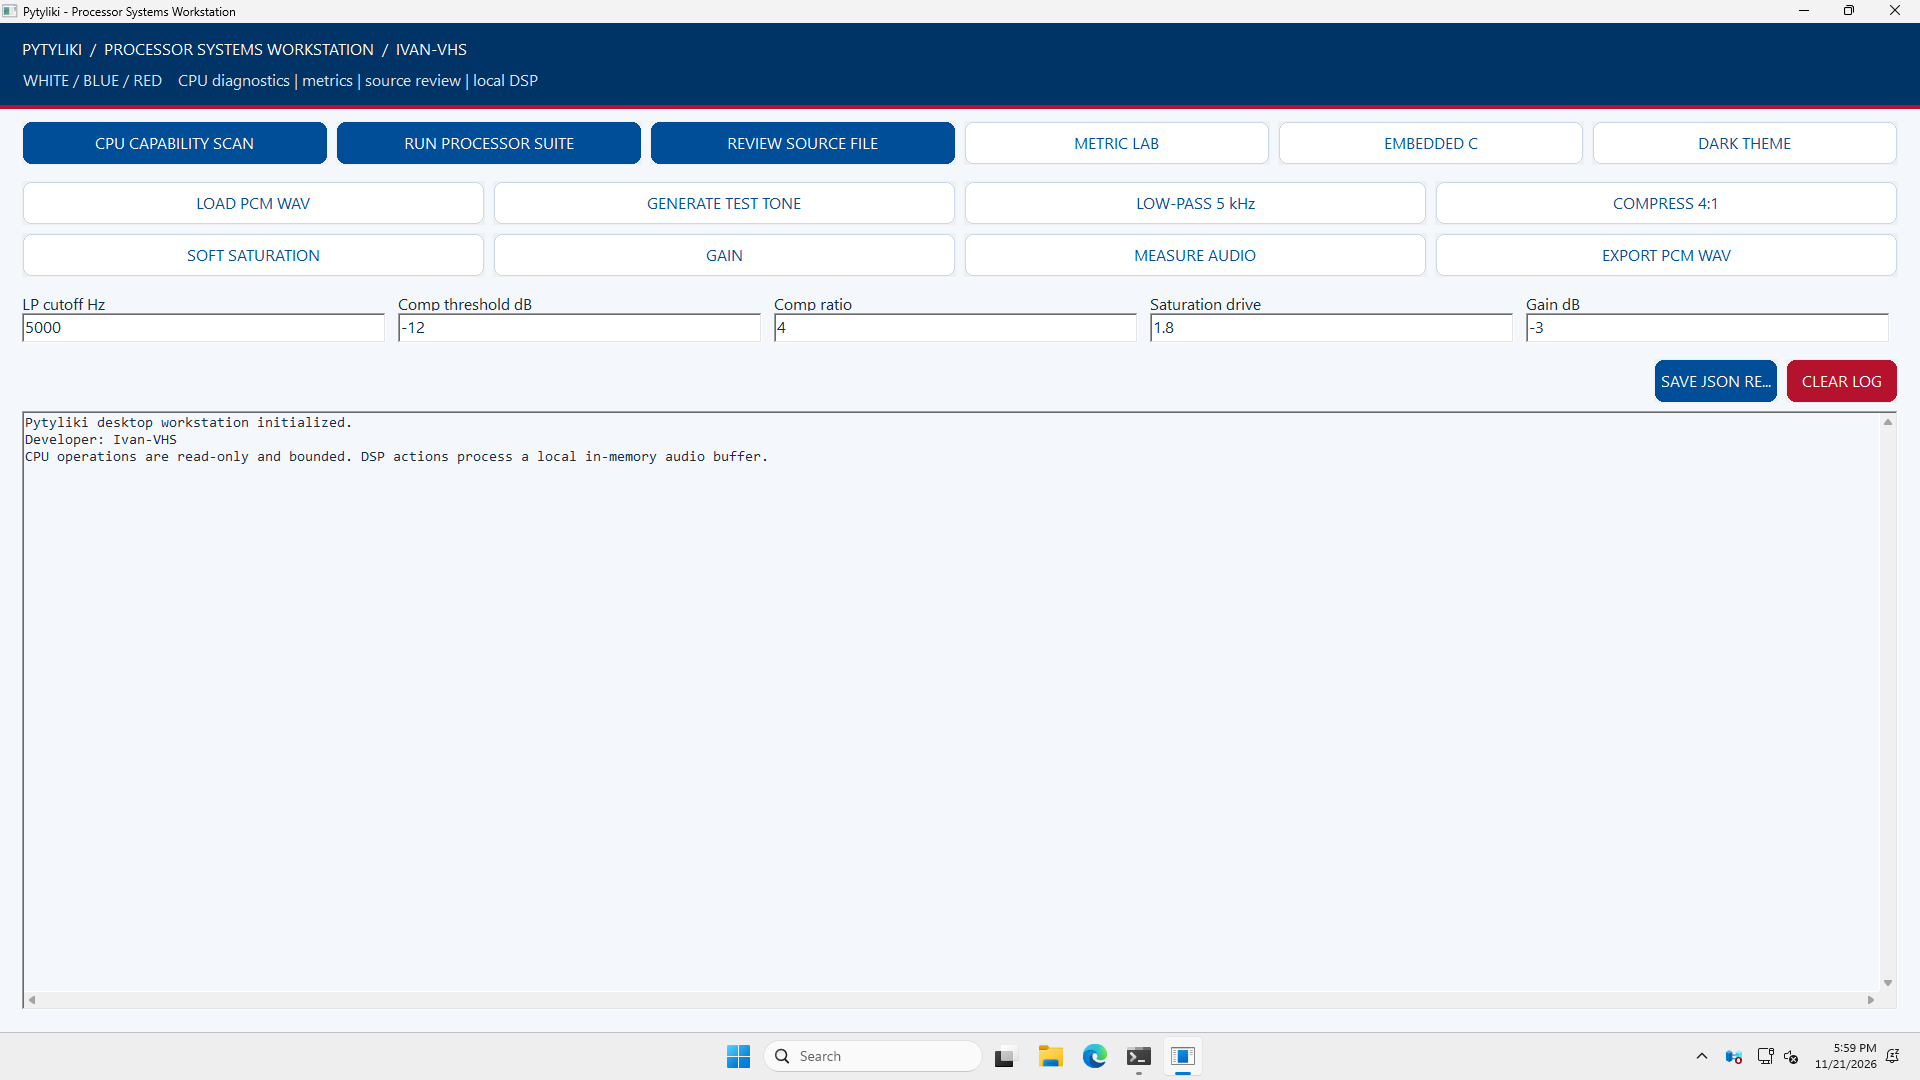 Pytyliki - Processor Systems Workstation
PYTYLIKI / PROCESSOR SYSTEMS WORKSTATION / IVAN-VHS
WHITE / BLUE / RED CPU diagnostics | metrics | source review | local DSP
CPU CAPABILITY SCAN
RUN PROCESSOR SUITE
REVIEW SOURCE FILE
METRIC LAB
EMBEDDED C
DARK THEME
LOAD PCM WAV
GENERATE TEST TONE
LOW-PASS 5 kHz
COMPRESS 4:1
SOFT SATURATION
GAIN
MEASURE AUDIO
EXPORT PCM WAV
LP cutoff Hz
5000
Comp threshold dB
-12
Comp ratio
4
Saturation drive
1.8
Gain dB
-3
SAVE JSON RE...
CLEAR LOG
Pytyliki desktop workstation initialized.
Developer: Ivan-VHS
CPU operations are read-only and bounded. DSP actions process a local in-memory audio buffer.
Search
5:59 PM
11/21/2026